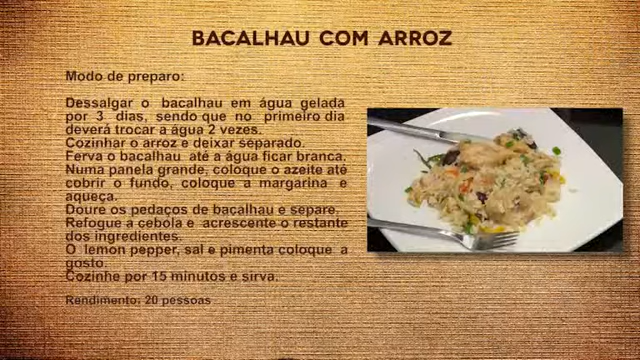 BACALHAU COM ARROZ
Modo de preparo:
Dessalgar o bacalhau em água gelada
por 3 dias, sendo que no primeiro dia
deverá trocar a água 2 vezes.
Cozinhar o arroz e deixar separado.
Ferva o bacalhau até a água ficar branca.
Numa panela grande, coloque o azeite até
cobrir o fundo, coloque a margarina e
aqueça.
Doure os pedaços de bacalhau e separe.
Refogue a cebola e acrescente o restante
dos ingredientes.
O lemon pepper, sal e pimenta coloque a
gosto
Cozinhe por 15 minutos e sirva.
Rendimento: 20 pessoas